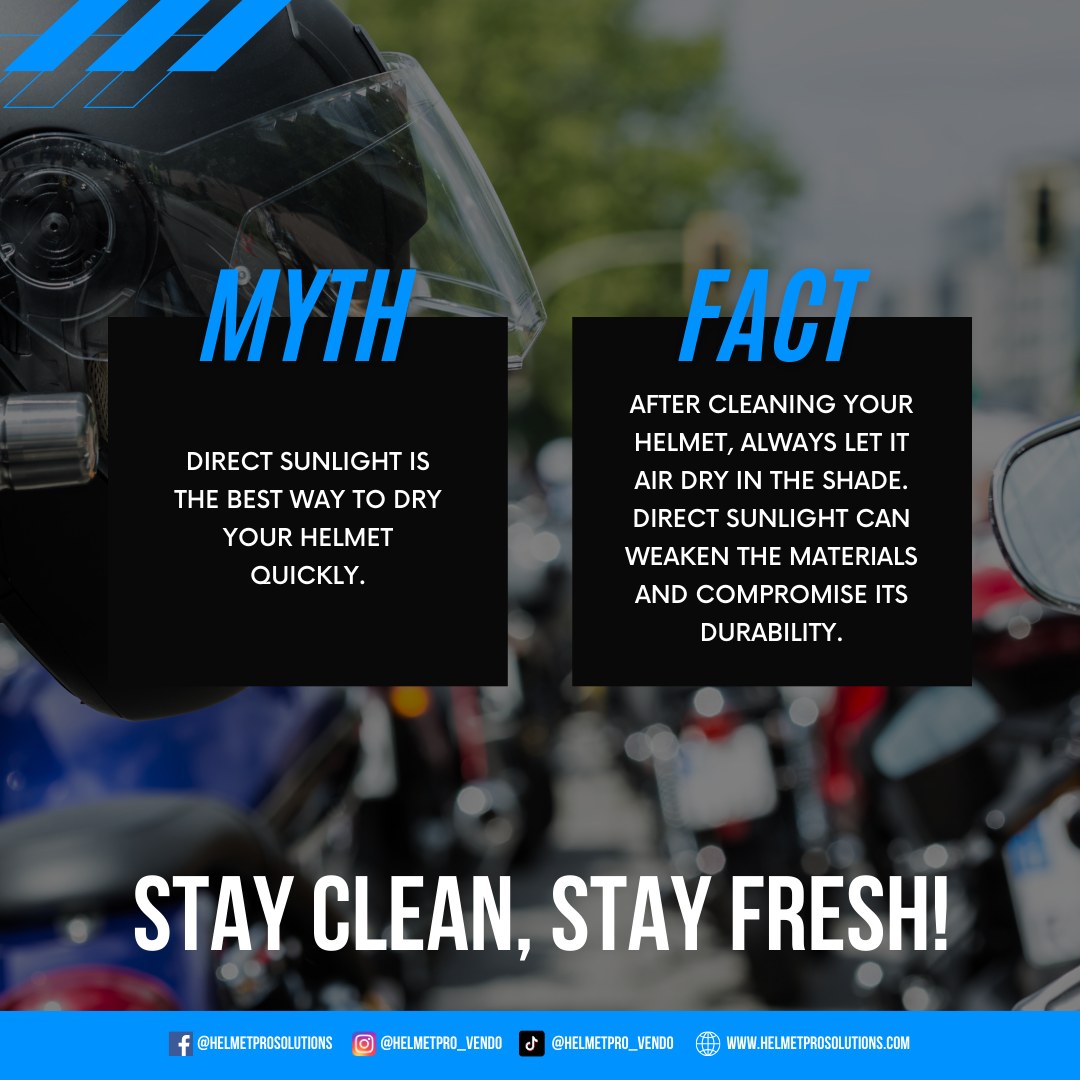 MYTH
DIRECT SUNLIGHT IS
THE BEST WAY TO DRY
YOUR HELMET
QUICKLY.
FACT
AFTER CLEANING YOUR
HELMET, ALWAYS LET IT
AIR DRY IN THE SHADE.
DIRECT SUNLIGHT CAN
WEAKEN THE MATERIALS
AND COMPROMISE ITS
DURABILITY.
STAY CLEAN, STAY FRESH!
@HELMETPROSOLUTIONS @HELMETPRO_VENDO @HELMETPRO_VENDO WWW.HELMETPROSOLUTIONS.COM